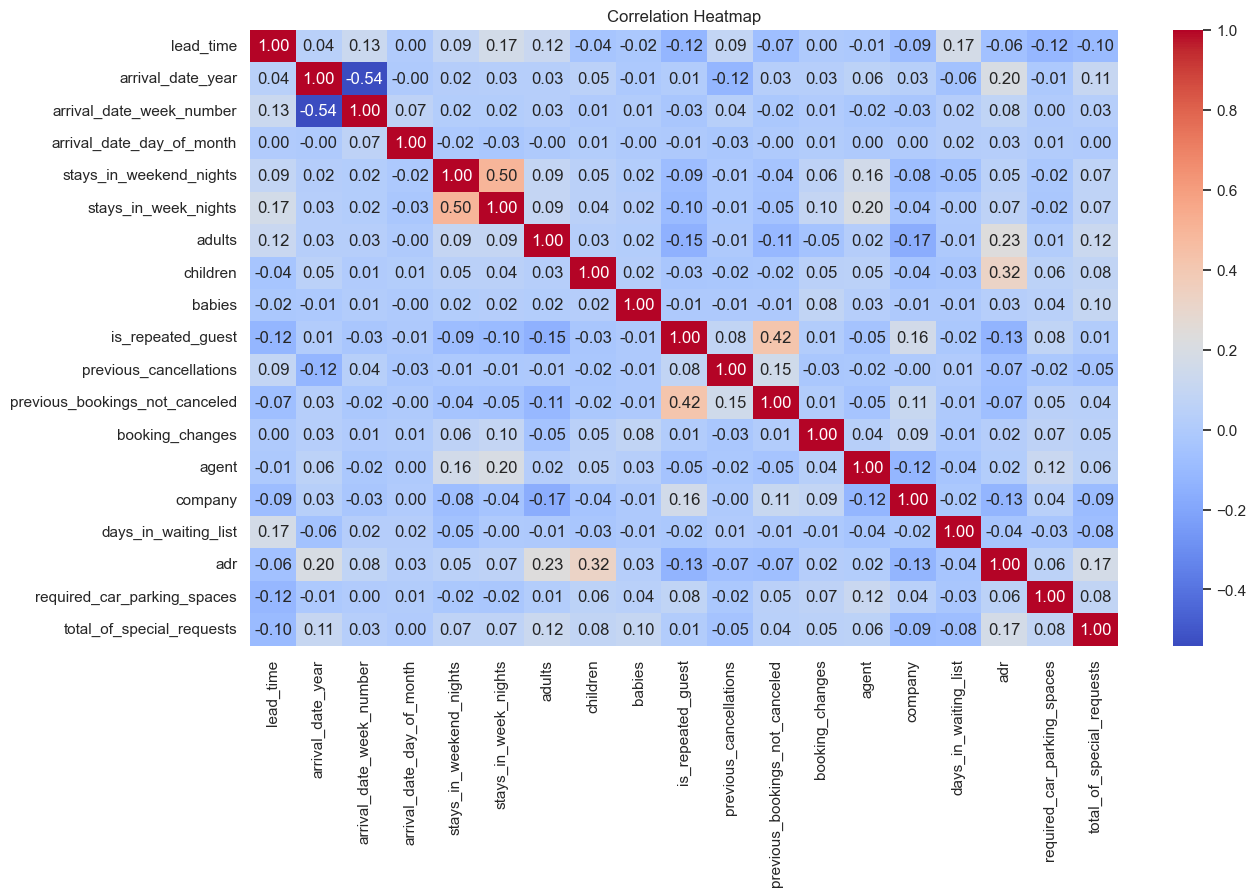 Correlation Heatmap
lead_time 1.00 0.04 0.13 0.00 0.09 0.17 0.12 -0.04 -0.02 -0.12 0.09 -0.07 0.00 -0.01 -0.09 0.17 -0.06 -0.12 -0.10
arrival_date_year 0.04 1.00 -0.54 -0.00 0.02 0.03 0.03 0.05 -0.01 0.01 -0.12 0.03 0.03 0.06 0.03 -0.06 0.20 -0.01 0.11
arrival_date_week_number 0.13 -0.54 1.00 0.07 0.02 0.02 0.03 0.01 0.01 -0.03 0.04 -0.02 0.01 -0.02 -0.03 0.02 0.08 0.00 0.03
arrival_date_day_of_month 0.00 -0.00 0.07 1.00 -0.02 -0.03 -0.00 0.01 -0.00 -0.01 -0.03 -0.00 0.01 0.00 0.00 0.02 0.03 0.01 0.00
stays_in_weekend_nights 0.09 0.02 0.02 -0.02 1.00 0.50 0.09 0.05 0.02 -0.09 -0.01 -0.04 0.06 0.16 -0.08 -0.05 0.05 -0.02 0.07
stays_in_week_nights 0.17 0.03 0.02 -0.03 0.50 1.00 0.09 0.04 0.02 -0.10 -0.01 -0.05 0.10 0.20 -0.04 -0.00 0.07 -0.02 0.07
adults 0.12 0.03 0.03 -0.00 0.09 0.09 1.00 0.03 0.02 -0.15 -0.01 -0.11 -0.05 0.02 -0.17 -0.01 0.23 0.01 0.12
children -0.04 0.05 0.01 0.01 0.05 0.04 0.03 1.00 0.02 -0.03 -0.02 -0.02 0.05 0.05 -0.04 -0.03 0.32 0.06 0.08
babies -0.02 -0.01 0.01 -0.00 0.02 0.02 0.02 0.02 1.00 -0.01 -0.01 -0.01 0.08 0.03 -0.01 -0.01 0.03 0.04 0.10
is_repeated_guest -0.12 0.01 -0.03 -0.01 -0.09 -0.10 -0.15 -0.03 -0.01 1.00 0.08 0.42 0.01 -0.05 0.16 -0.02 -0.13 0.08 0.01
previous_cancellations 0.09 -0.12 0.04 -0.03 -0.01 -0.01 -0.01 -0.02 -0.01 0.08 1.00 0.15 -0.03 -0.02 -0.00 0.01 -0.07 -0.02 -0.05
previous_bookings_not_canceled -0.07 0.03 -0.02 -0.00 -0.04 -0.05 -0.11 -0.02 -0.01 0.42 0.15 1.00 0.01 -0.05 0.11 -0.01 -0.07 0.05 0.04
booking_changes 0.00 0.03 0.01 0.01 0.06 0.10 -0.05 0.05 0.08 0.01 -0.03 0.01 1.00 0.04 0.09 -0.01 0.02 0.07 0.05
agent -0.01 0.06 -0.02 0.00 0.16 0.20 0.02 0.05 0.03 -0.05 -0.02 -0.05 0.04 1.00 -0.12 -0.04 0.02 0.12 0.06
company -0.09 0.03 -0.03 0.00 -0.08 -0.04 -0.17 -0.04 -0.01 0.16 -0.00 0.11 0.09 -0.12 1.00 -0.02 -0.13 0.04 -0.09
days_in_waiting_list 0.17 -0.06 0.02 0.02 -0.05 -0.00 -0.01 -0.03 -0.01 -0.02 0.01 -0.01 -0.01 -0.04 -0.02 1.00 -0.04 -0.03 -0.08
adr -0.06 0.20 0.08 0.03 0.05 0.07 0.23 0.32 0.03 -0.13 -0.07 -0.07 0.02 0.02 -0.13 -0.04 1.00 0.06 0.17
required_car_parking_spaces -0.12 -0.01 0.00 0.01 -0.02 -0.02 0.01 0.06 0.04 0.08 -0.02 0.05 0.07 0.12 0.04 -0.03 0.06 1.00 0.08
total_of_special_requests -0.10 0.11 0.03 0.00 0.07 0.07 0.12 0.08 0.10 0.01 -0.05 0.04 0.05 0.06 -0.09 -0.08 0.17 0.08 1.00
lead_time
arrival_date_year
arrival_date_week_number
arrival_date_day_of_month
stays_in_weekend_nights
stays_in_week_nights
adults
children
babies
is_repeated_guest
previous_cancellations
previous_bookings_not_canceled
booking_changes
agent
company
days_in_waiting_list
adr
required_car_parking_spaces
total_of_special_requests
1.0
0.8
0.6
0.4
0.2
0.0
−0.2
−0.4